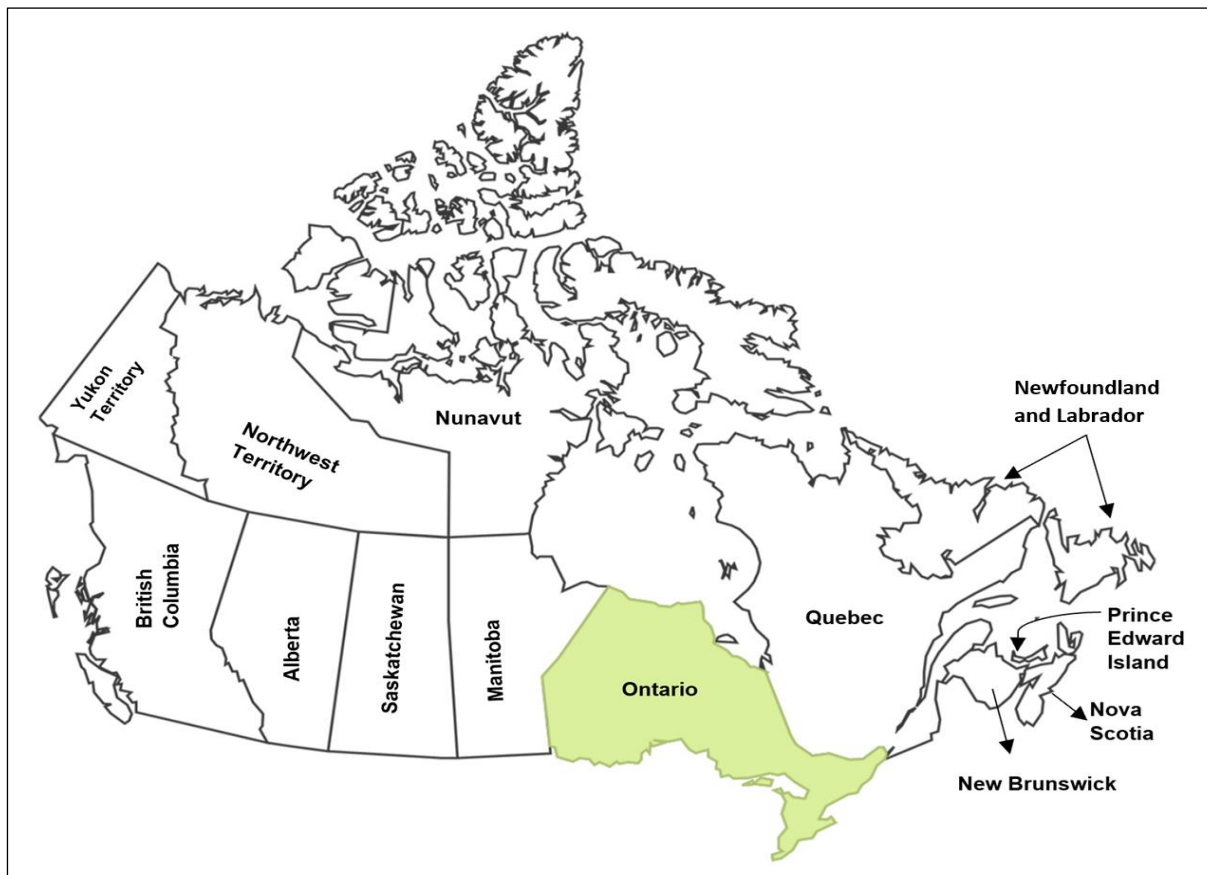 Yukon
Territory
Northwest
Territory
Nunavut
Newfoundland
and Labrador
British
Columbia
Alberta
Saskatchewan
Manitoba
Ontario
Quebec
Prince
Edward
Island
Nova
Scotia
New Brunswick